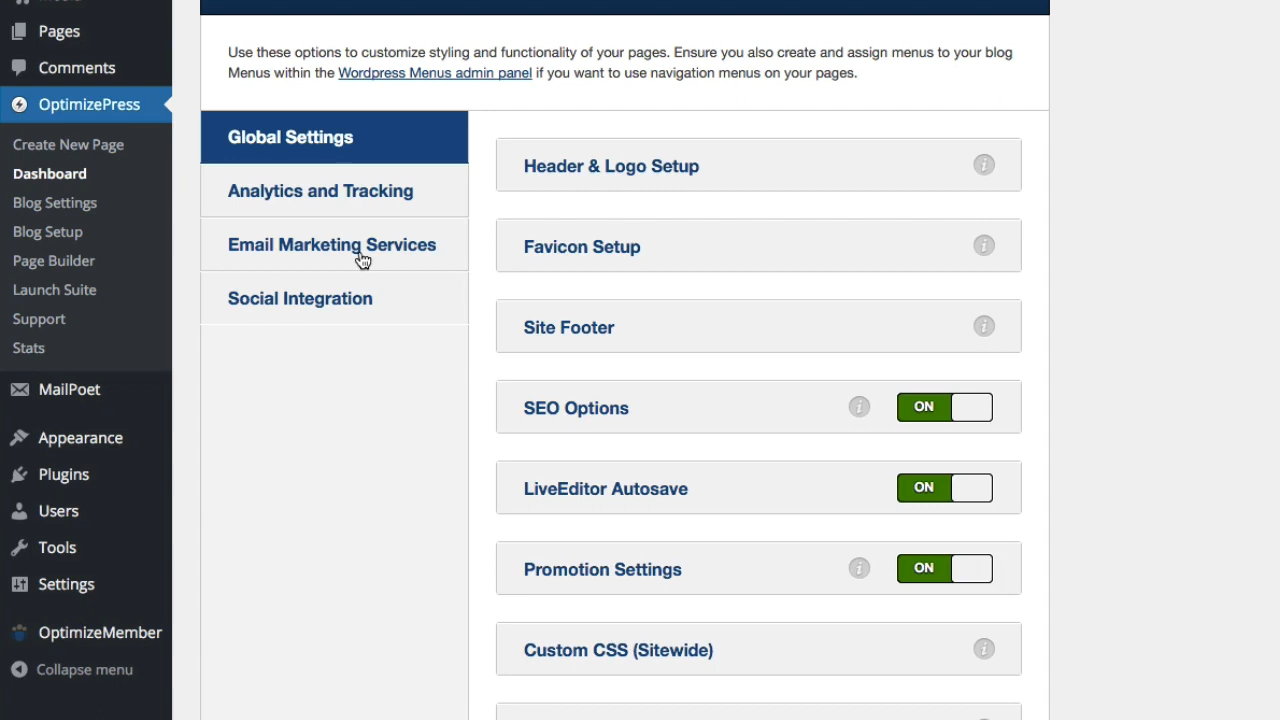 Pages
Comments
OptimizePress
Create New Page
Dashboard
Blog Settings
Blog Setup
Page Builder
Launch Suite
Support
Stats
MailPoet
Appearance
Plugins
Users
Tools
Settings
OptimizeMember
Collapse menu
Use these options to customize styling and functionality of your pages. Ensure you also create and assign menus to your blog
Menus within the Wordpress Menus admin panel if you want to use navigation menus on your pages.
Global Settings
Analytics and Tracking
Email Marketing Services
Social Integration
Header & Logo Setup
Favicon Setup
Site Footer
SEO Options
ON
LiveEditor Autosave
ON
Promotion Settings
ON
Custom CSS (Sitewide)